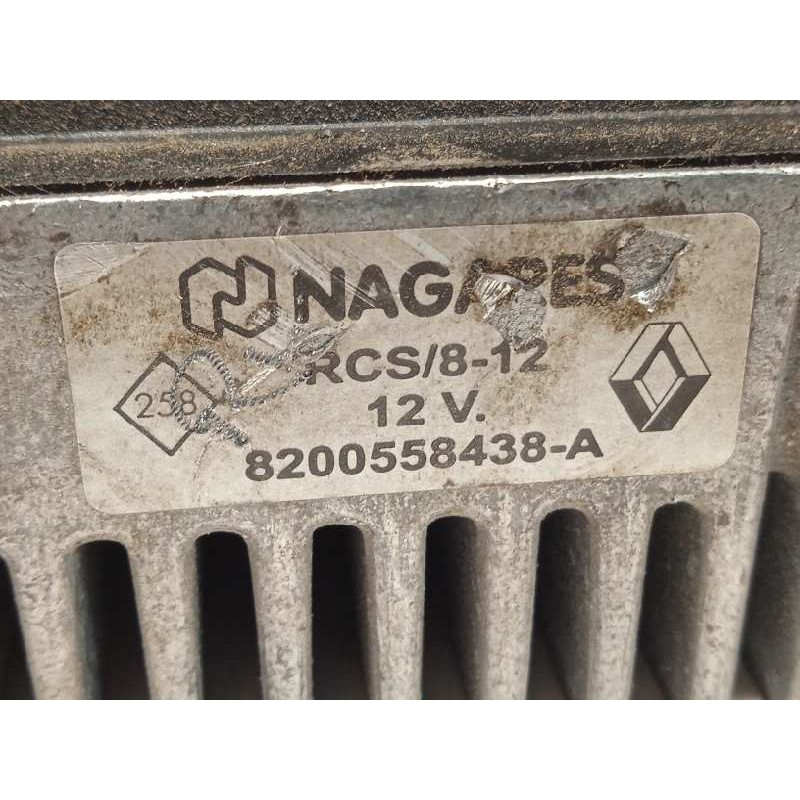 NAGARES
RCS/8-12
258
12 V.
8200558438-A